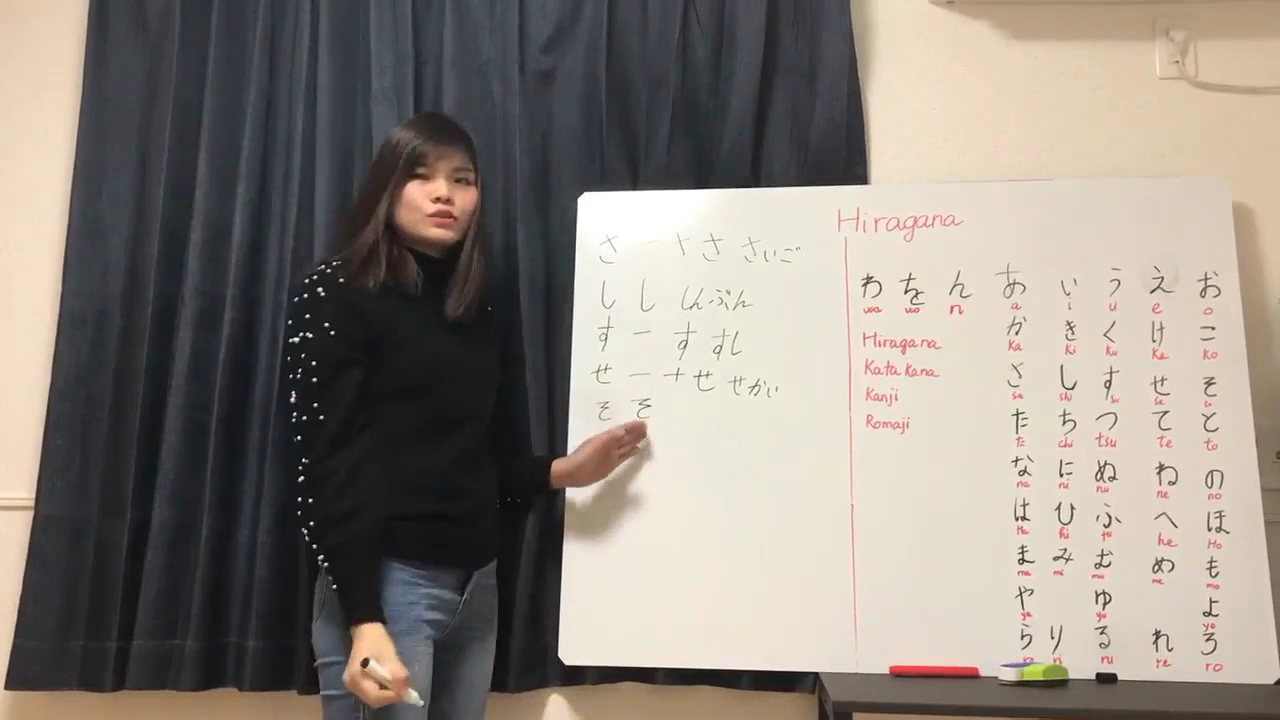 Hiragana
さ 一 ナ さ さいご
し し しんぶん
す 一 す すし
せ 一 ナ せ せかい
そ そ
わ を ん あ い う え お
woa wo n a i u e o
Hiragana
か き く け こ
ka ki ku ke ko
Katakana
さ し す せ そ
sa shi su se so
Kanji
た ち つ て と
t chi tsu te to
Romaji
な に ぬ ね の
na ni nu ne no
は ひ ふ へ ほ
Ha hi fu he Ho
ま み む め も
ma mi mu me mo
や ゆ よ
ya yu yo
ら り る れ ろ
ra ri ru re ro